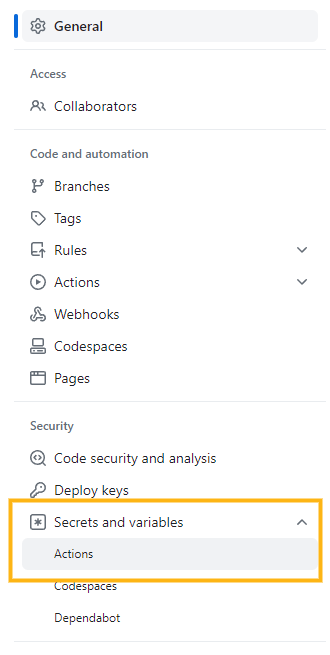 General
Access
Collaborators
Code and automation
Branches
Tags
Rules
Actions
Webhooks
Codespaces
Pages
Security
Code security and analysis
Deploy keys
Secrets and variables
Actions
Codespaces
Dependabot